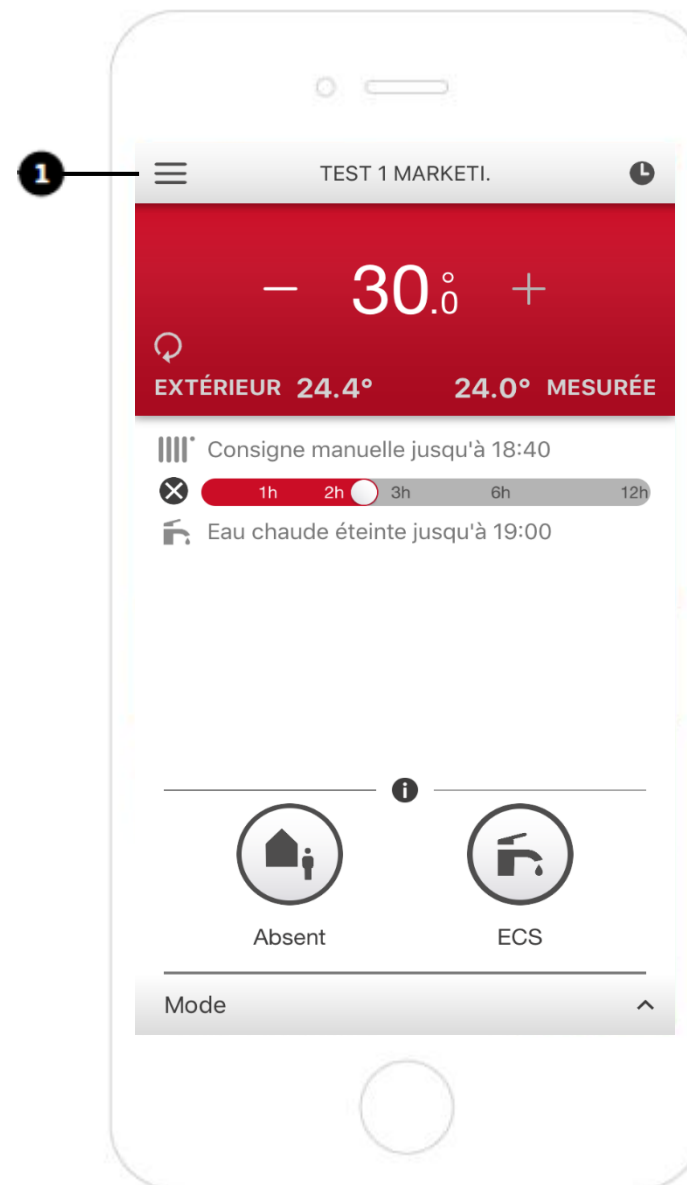 1
TEST 1 MARKETI.
− 30.0° +
EXTÉRIEUR 24.4° 24.0° MESURÉE
Consigne manuelle jusqu'à 18:40
1h 2h 3h 6h 12h
Eau chaude éteinte jusqu'à 19:00
i
Absent ECS
Mode